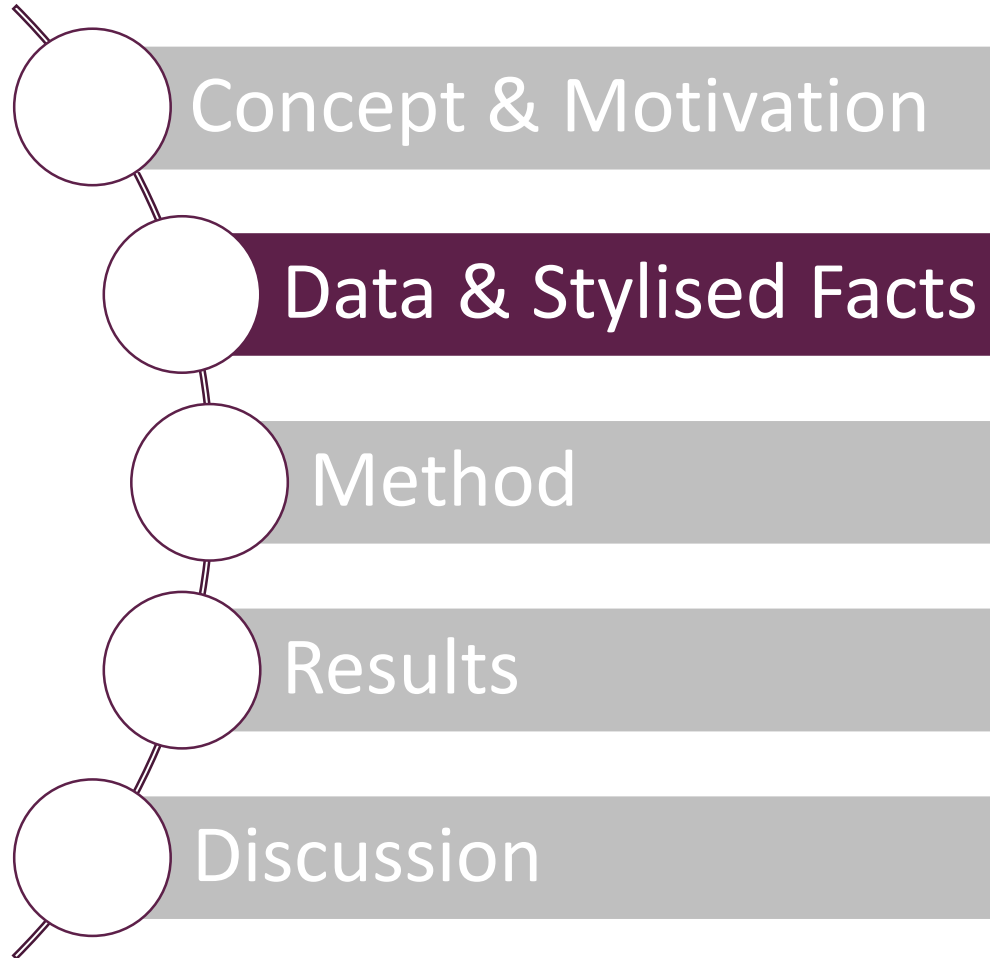 Concept & Motivation
Data & Stylised Facts
Method
Results
Discussion